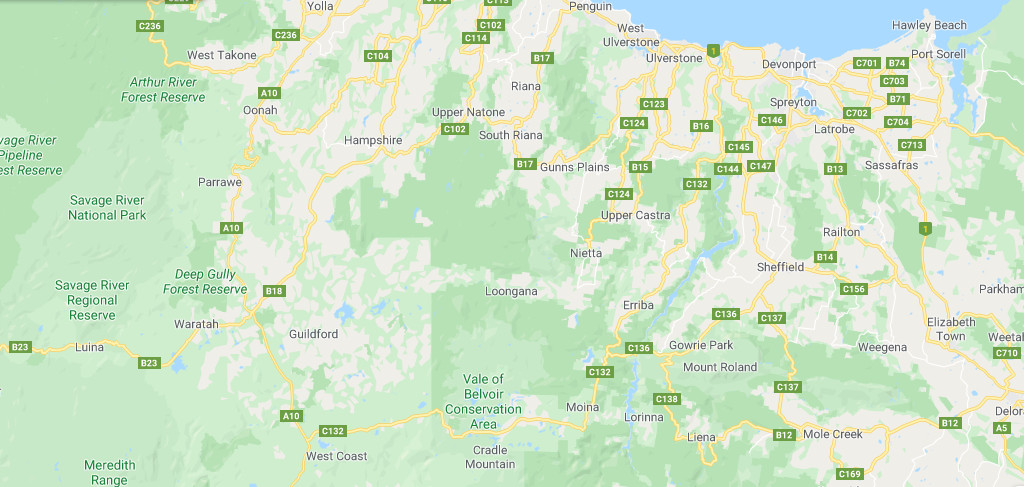 C113
Yolla
C236
C102
Penguin
C236
C114
West
Ulverstone
Hawley Beach
West Takone
C104
B17
1
Port Sorell
Ulverstone
Devonport
C701
B74
Arthur River
Forest Reserve
C703
A10
Riana
B71
Oonah
C123
Spreyton
Upper Natone
C124
C146
C702
C704
C102
South Riana
B16
Latrobe
Hampshire
C145
C713
River
Pipeline
B17
Gunns Plains
B15
C144
C147
B13
Sassafras
Parrawe
C132
C124
Savage River
National Park
Upper Castra
A10
Railton
1
Nietta
B14
Sheffield
Deep Gully
Forest Reserve
Savage River
Regional
Reserve
B18
Loongana
C156
Erriba
C136
C137
Waratah
Guildford
Elizabeth
Town
B23
Luina
C136
Gowrie Park
Weegena
B23
Mount Roland
C710
C132
Vale of
Belvoir
Conservation
Area
C137
C138
A10
Moina
Lorinna
C132
B12
A5
Liena
B12
Mole Creek
West Coast
Cradle
Mountain
Meredith
Range
C169